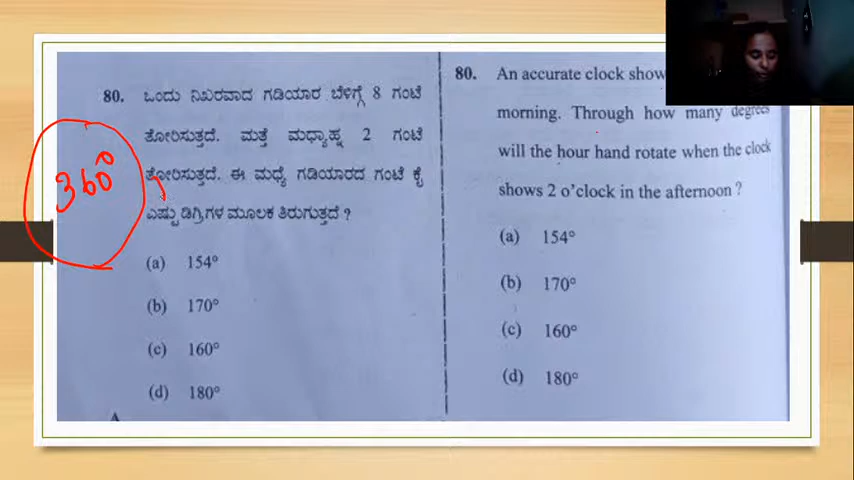 80. ಒಂದು ನಿಖರವಾದ ಗಡಿಯಾರ ಬೆಳಿಗ್ಗೆ 8 ಗಂಟೆ
ತೋರಿಸುತ್ತದೆ. ಮತ್ತೆ ಮಧ್ಯಾಹ್ನ 2 ಗಂಟೆ
ತೋರಿಸುತ್ತದೆ. ಈ ಮಧ್ಯೆ ಗಡಿಯಾರದ ಗಂಟೆ ಕೈ
ಎಷ್ಟು ಡಿಗ್ರಿಗಳ ಮೂಲಕ ತಿರುಗುತ್ತದೆ ?
(a) 154°
(b) 170°
(c) 160°
(d) 180°
360°
80. An accurate clock show
morning. Through how many degrees
will the hour hand rotate when the clock
shows 2 o'clock in the afternoon ?
(a) 154°
(b) 170°
(c) 160°
(d) 180°